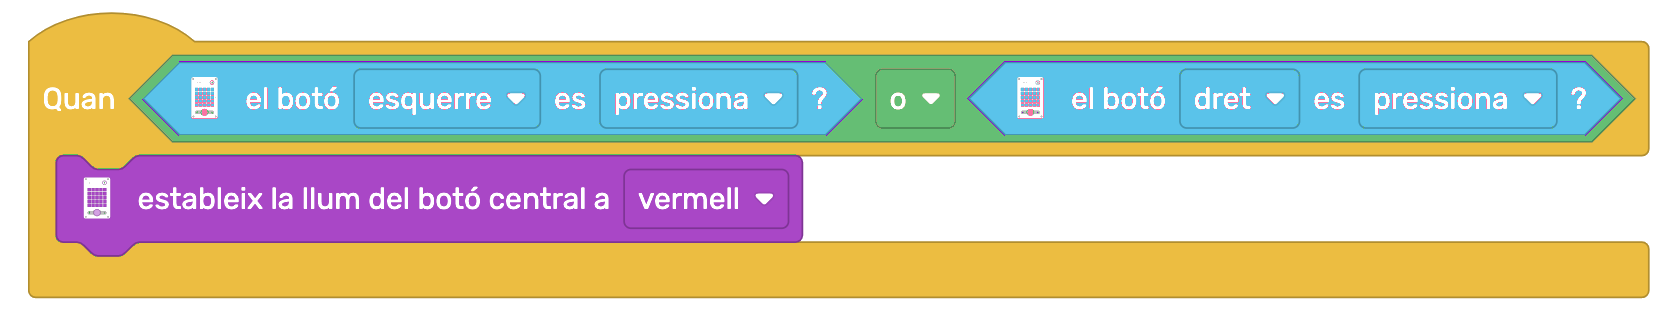 Quan el botó esquerre es pressiona ? o el botó dret es pressiona ?
estableix la llum del botó central a vermell